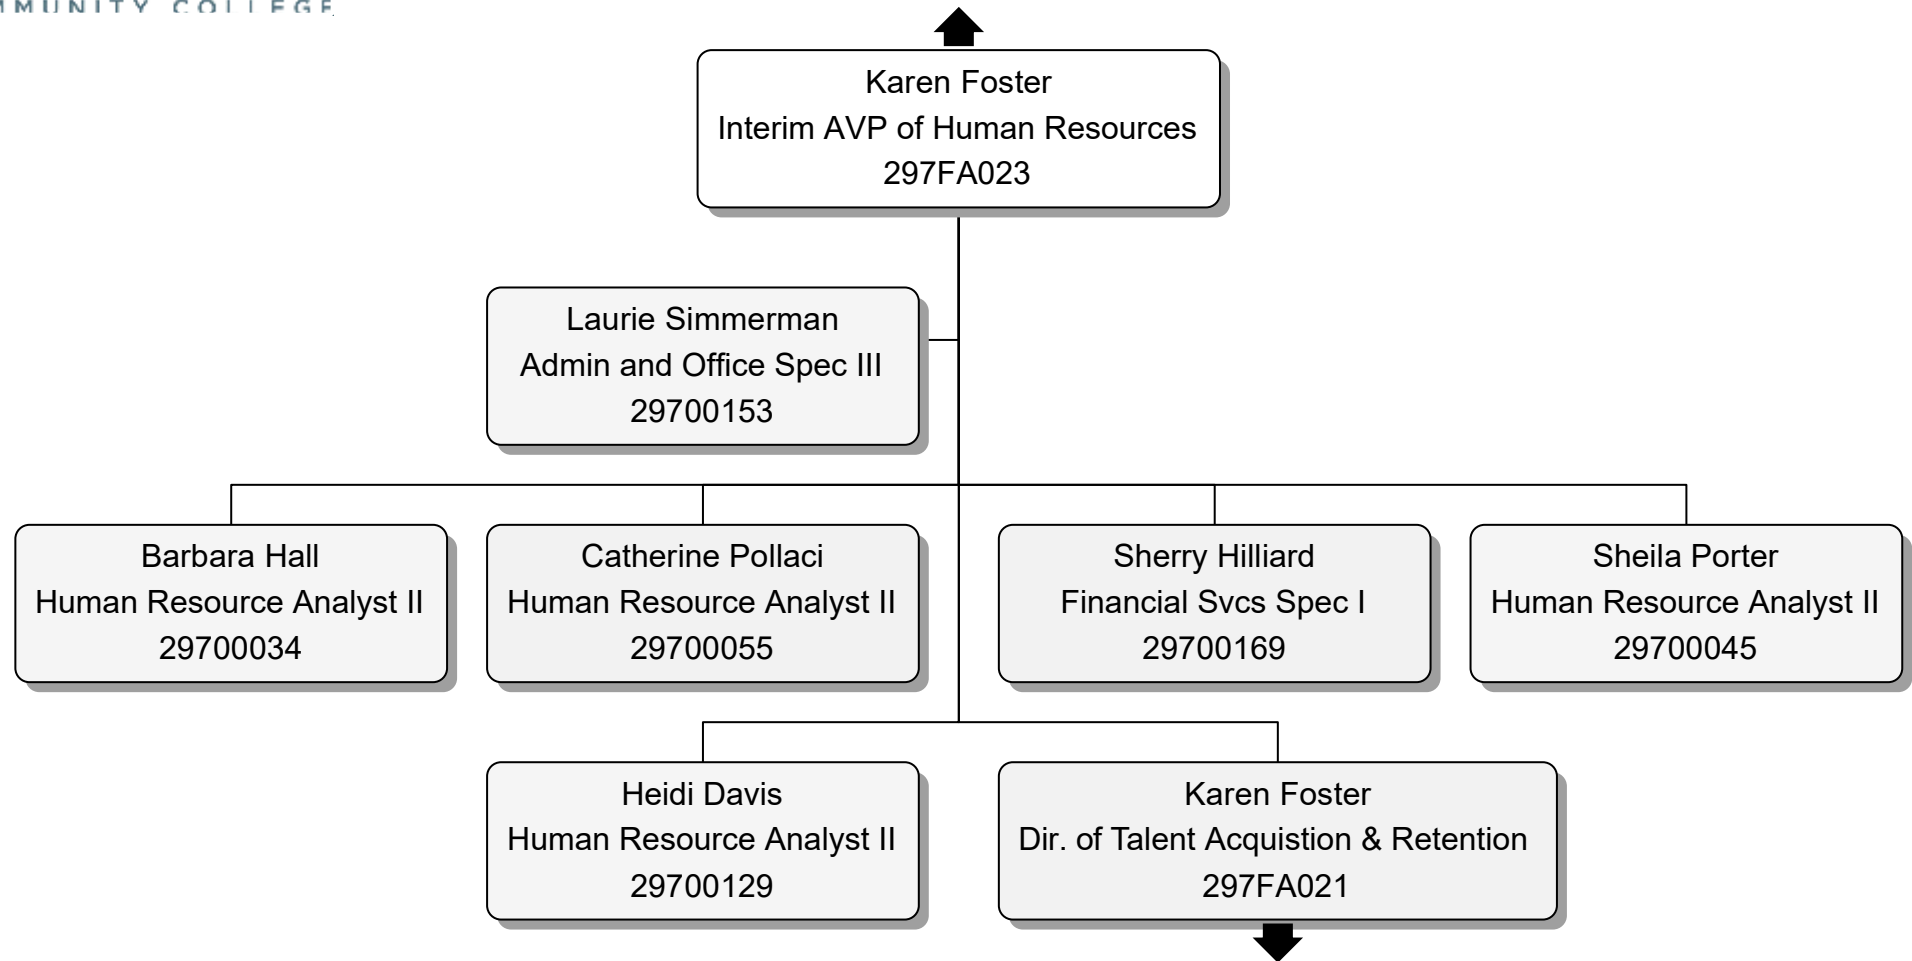 COLLEGE
Karen Foster
Interim AVP of Human Resources
297FA023
Laurie Simmerman
Admin and Office Spec III
29700153
Barbara Hall
Human Resource Analyst II
29700034
Catherine Pollaci
Human Resource Analyst II
29700055
Sherry Hilliard
Financial Svcs Spec I
29700169
Sheila Porter
Human Resource Analyst II
29700045
Heidi Davis
Human Resource Analyst II
29700129
Karen Foster
Dir. of Talent Acquistion & Retention
297FA021